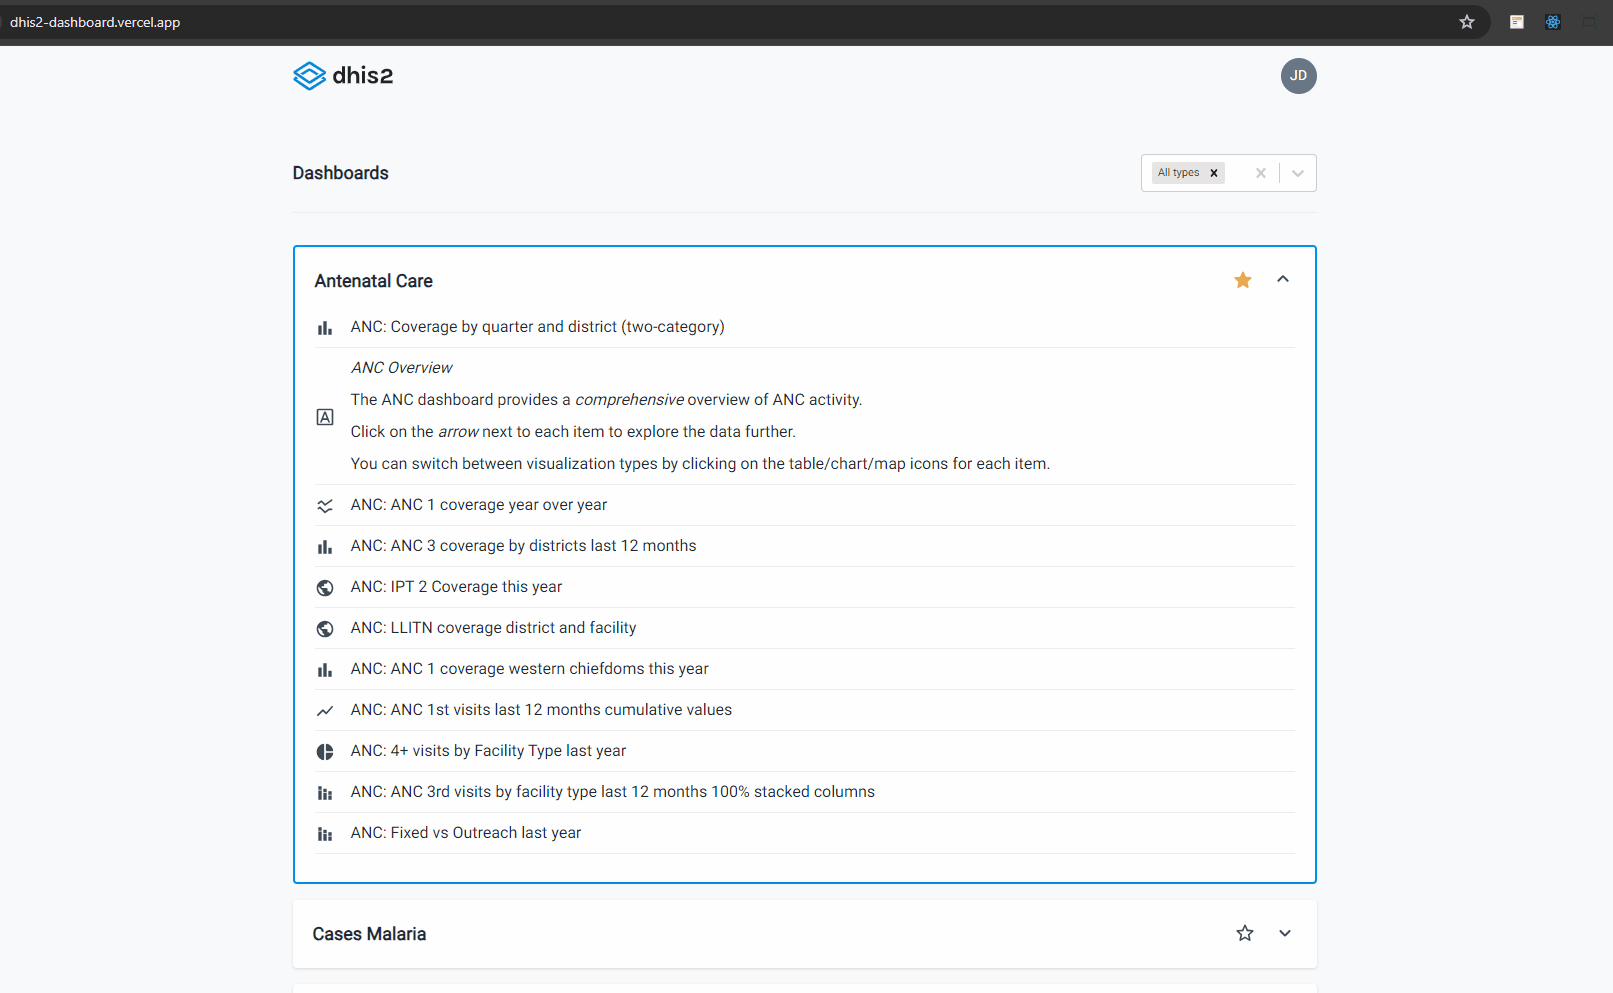 dhis2-dashboard.vercel.app
dhis2
JD
Dashboards
All types
Antenatal Care
ANC: Coverage by quarter and district (two-category)
ANC Overview
The ANC dashboard provides a comprehensive overview of ANC activity.
A
Click on the arrow next to each item to explore the data further.
You can switch between visualization types by clicking on the table/chart/map icons for each item.
ANC: ANC 1 coverage year over year
ANC: ANC 3 coverage by districts last 12 months
ANC: IPT 2 Coverage this year
ANC: LLITN coverage district and facility
ANC: ANC 1 coverage western chiefdoms this year
ANC: ANC 1st visits last 12 months cumulative values
ANC: 4+ visits by Facility Type last year
ANC: ANC 3rd visits by facility type last 12 months 100% stacked columns
ANC: Fixed vs Outreach last year
Cases Malaria